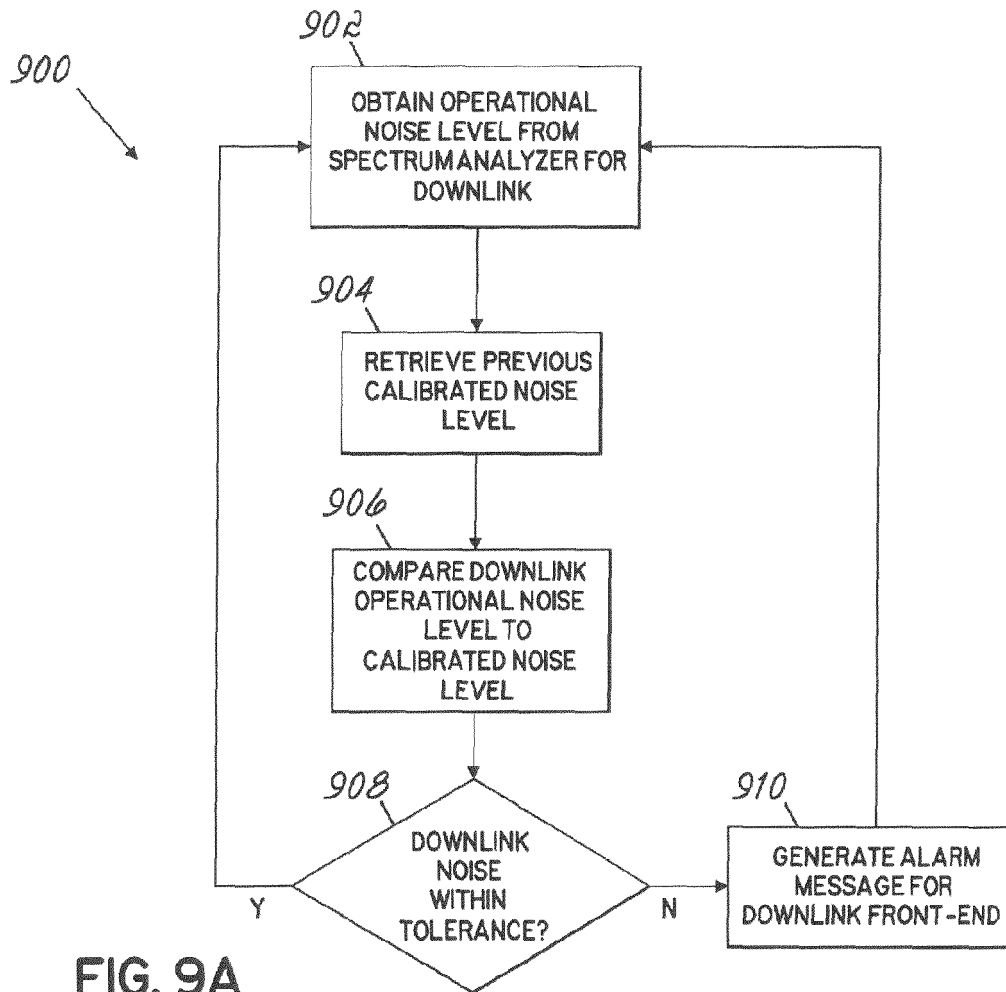 902
900
OBTAIN OPERATIONAL
NOISE LEVEL FROM
SPECTRUM ANALYZER FOR
DOWNLINK
904
RETRIEVE PREVIOUS
CALIBRATED NOISE
LEVEL
906
COMPARE DOWNLINK
OPERATIONAL NOISE
LEVEL TO
CALIBRATED NOISE
LEVEL
908
DOWNLINK
NOISE
WITHIN
TOLERANCE?
Y
N
910
GENERATE ALARM
MESSAGE FOR
DOWNLINK FRONT-END
FIG. 9A